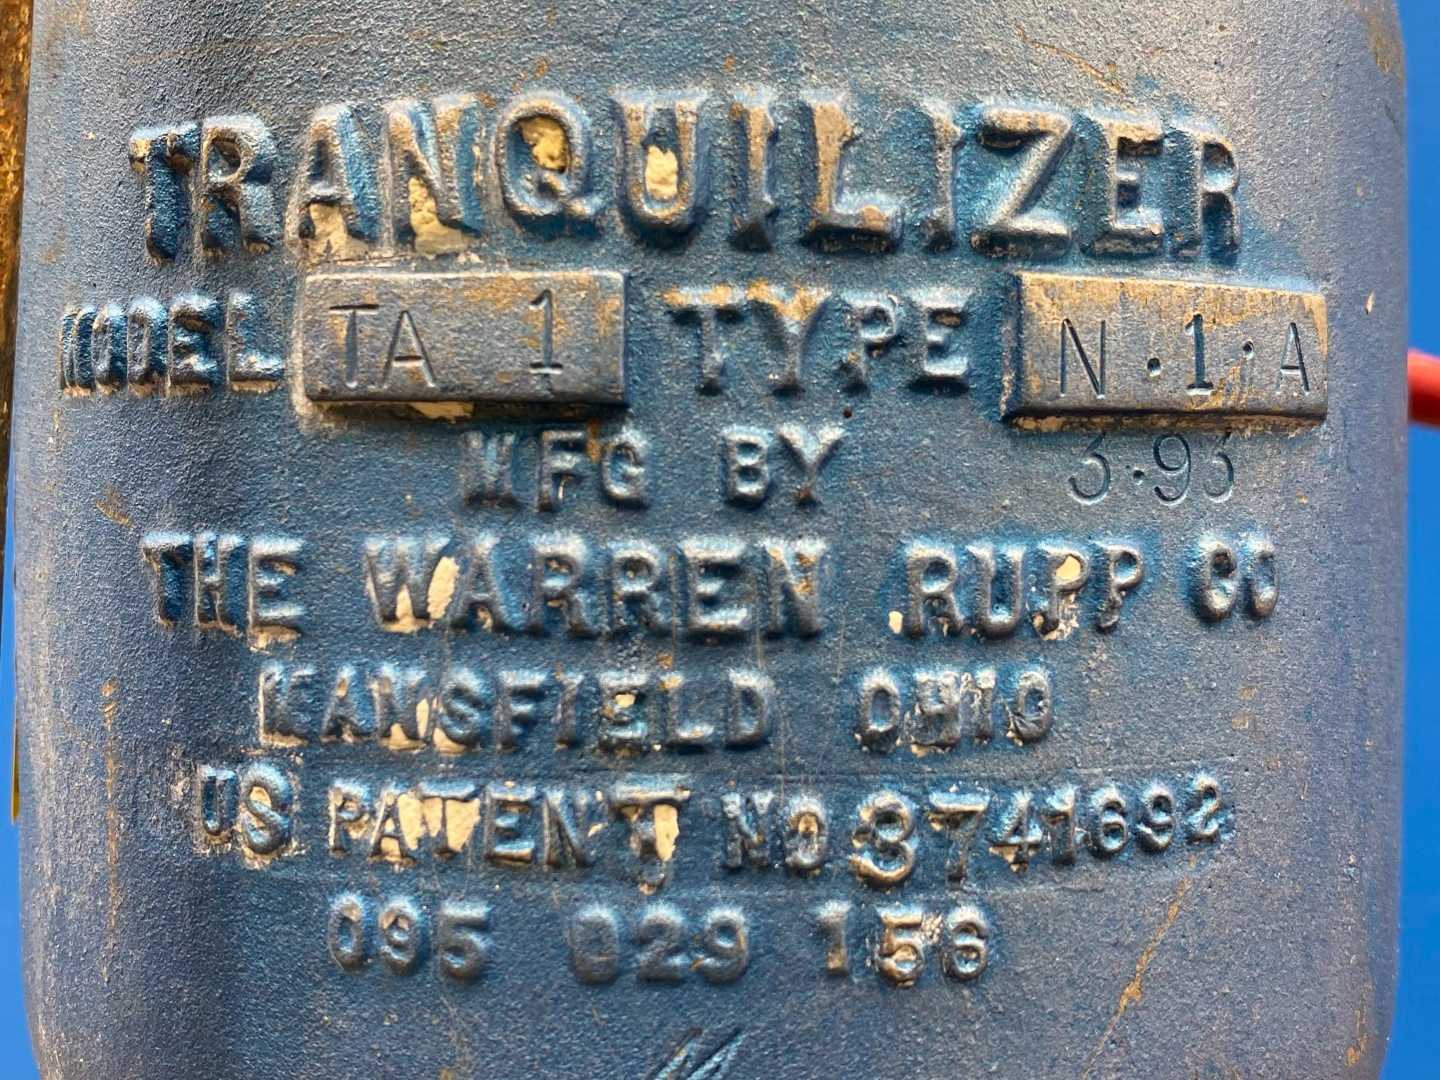 TRANQUILIZER
MODEL TA 1 TYPE N·1·A
MFG BY 3·93
THE WARREN RUPP CO
MANSFIELD OHIO
US PATENT NO 3741692
095 029 156